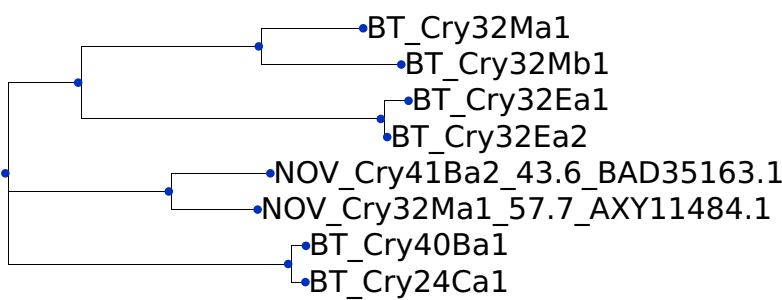 BT_Cry32Ma1
BT_Cry32Mb1
BT_Cry32Ea1
BT_Cry32Ea2
NOV_Cry41Ba2_43.6_BAD35163.1
NOV_Cry32Ma1_57.7_AXY11484.1
BT_Cry40Ba1
BT_Cry24Ca1